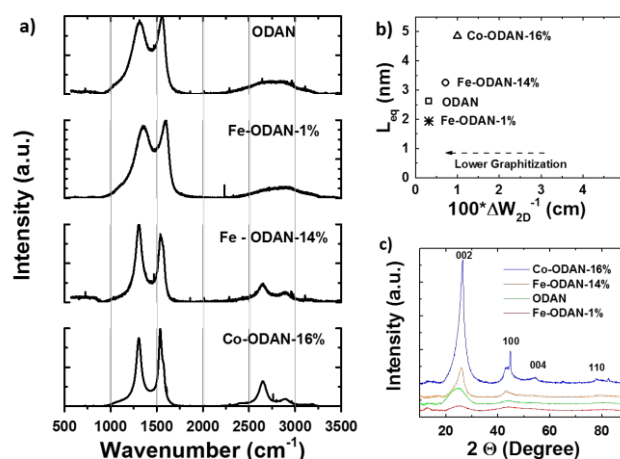 a)
ODAN
Fe-ODAN-1%
Fe - ODAN-14%
Co-ODAN-16%
Intensity (a.u.)
500 1000 1500 2000 2500 3000 3500
Wavenumber (cm-1)
b)
5
4
3
2
1
0
L eq (nm)
Co-ODAN-16%
Fe-ODAN-14%
ODAN
Fe-ODAN-1%
Lower Graphitization
0 1 2 3 4
100*ΔW2D-1 (cm)
c)
Intensity (a.u.)
002
Co-ODAN-16%
Fe-ODAN-14%
ODAN
Fe-ODAN-1%
100
004
110
20 40 60 80
2 Θ (Degree)